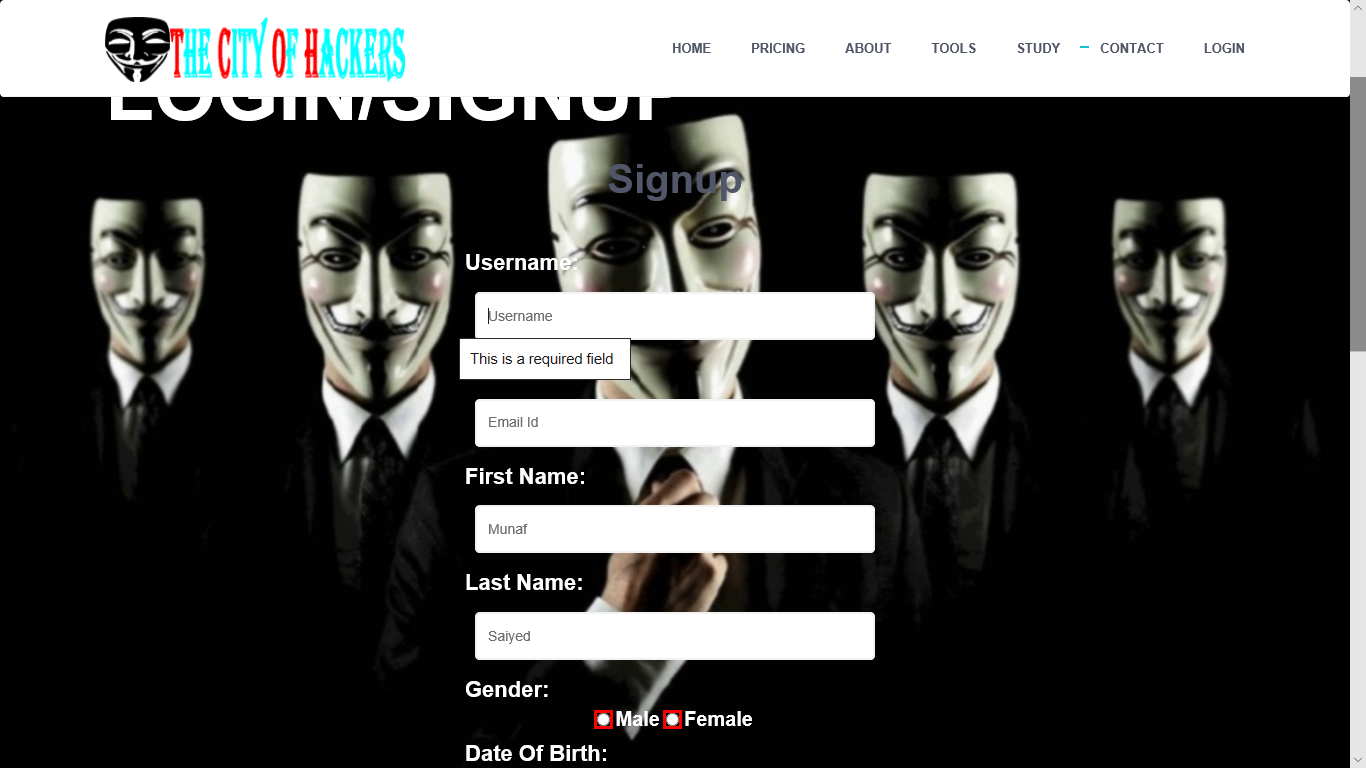 THE CITY OF HACKERS
HOME PRICING ABOUT TOOLS STUDY CONTACT LOGIN
LOGIN/SIGNUP
Signup
Username:
Username
This is a required field
Email Id
First Name:
Munaf
Last Name:
Saiyed
Gender:
Male Female
Date Of Birth: